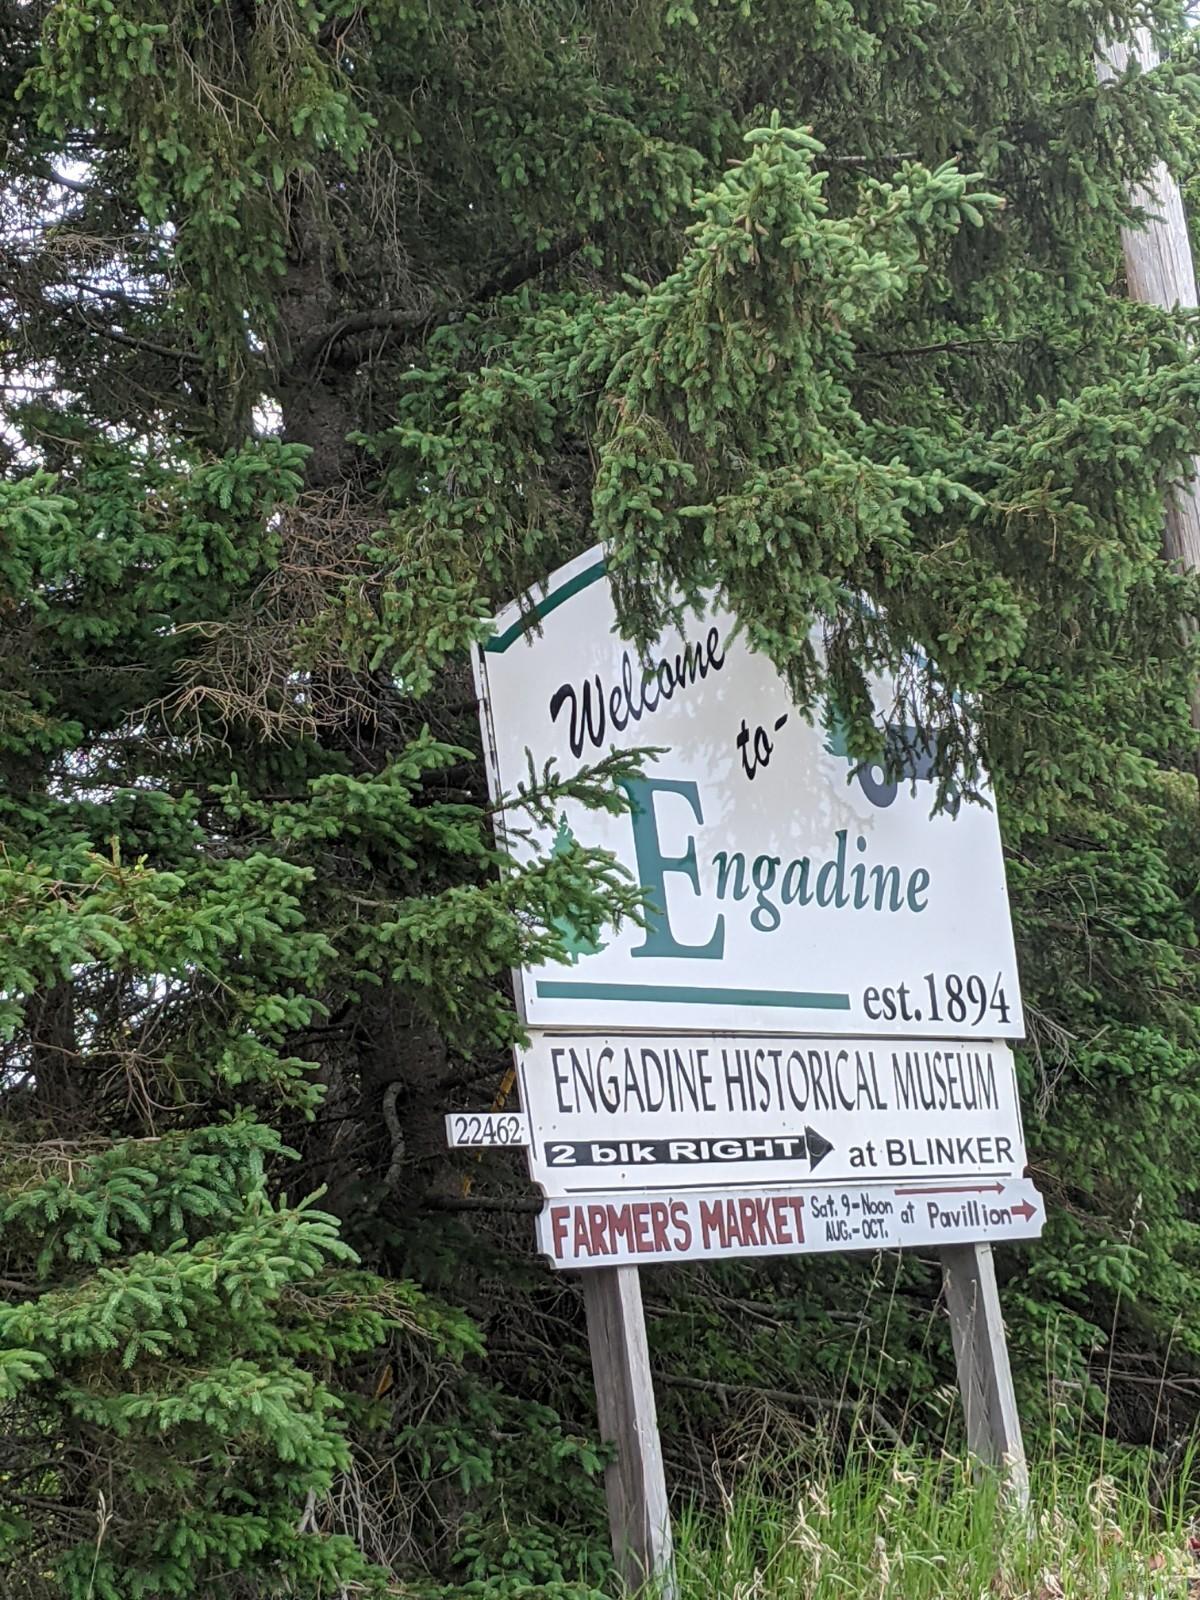 Welcome
to-
Engadine
est.1894
ENGADINE HISTORICAL MUSEUM
22462
2 blk RIGHT at BLINKER
FARMER'S MARKET Sat. 9-Noon at Pavillion
AUG.-OCT.